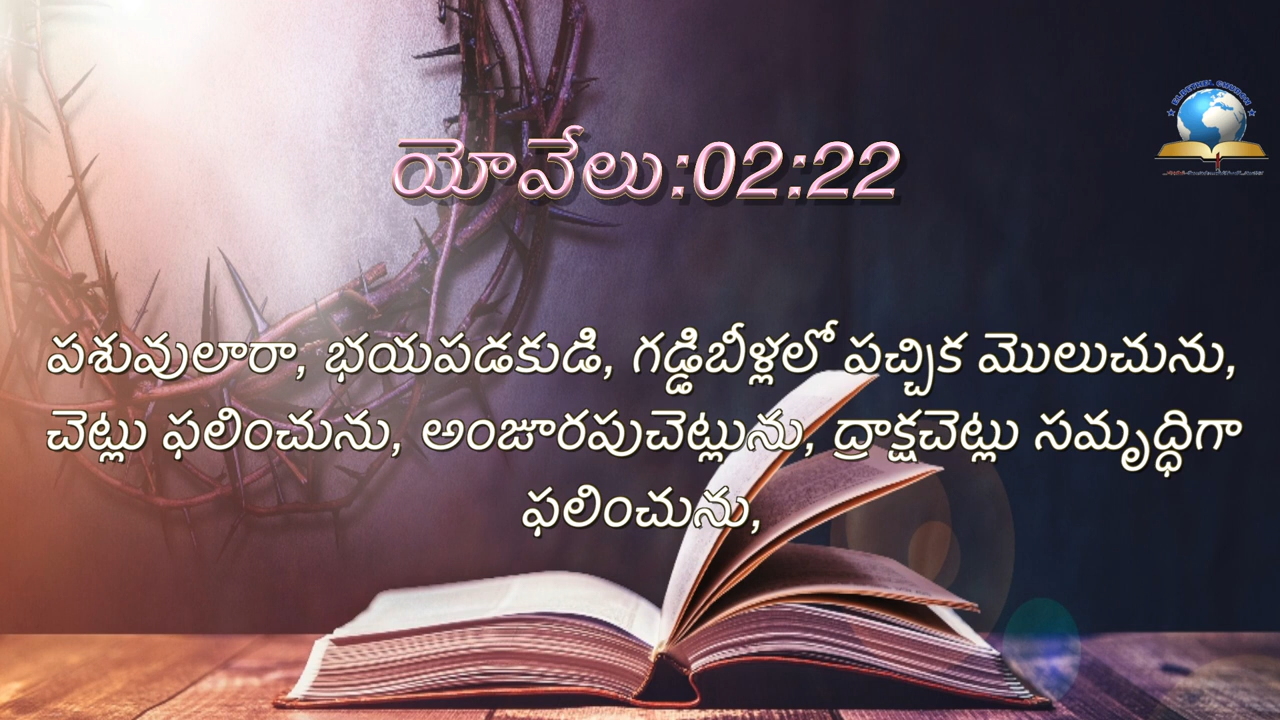 యోవేలు:02:22
పశువులారా , భయపడకుడి, గడ్డిబీళ్లలో పచ్చిక మొలుచును,
చెట్లు ఫలించును, అంజూరపుచెట్లును, ద్రాక్షచెట్లు సమృద్ధిగా
ఫలించును,